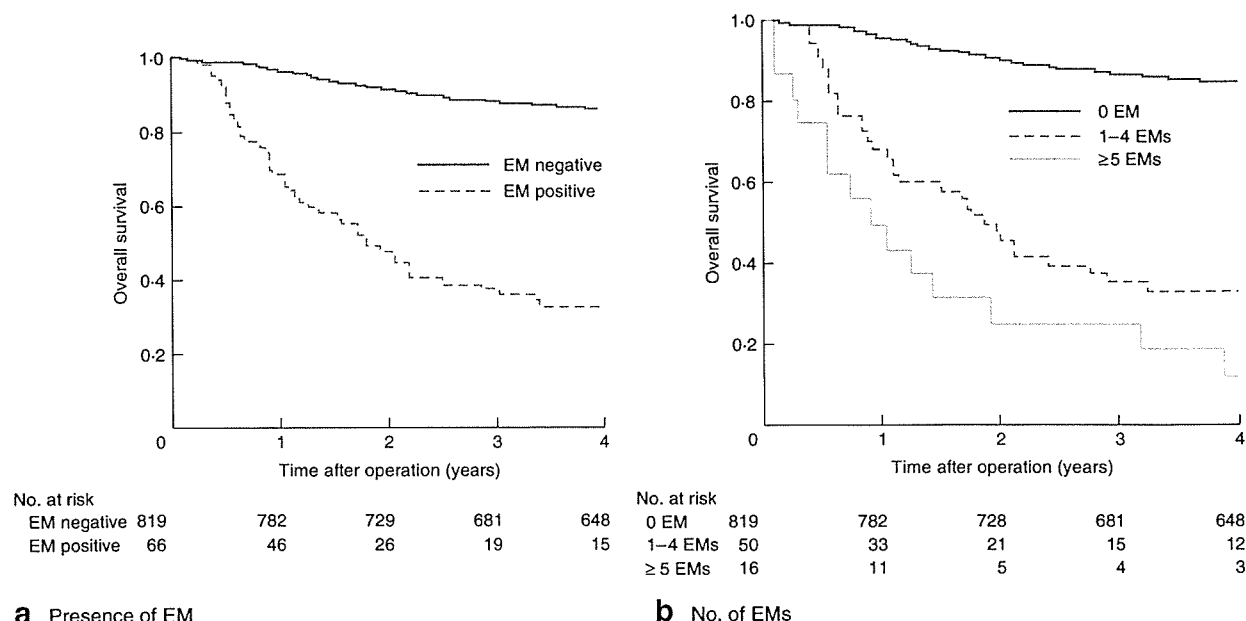 1·0
0·8
0·6
0·4
0·2
0
Overall survival
EM negative
EM positive
1
2
3
4
Time after operation (years)
No. at risk
EM negative 819 782 729 681 648
EM positive 66 46 26 19 15
a Presence of EM
1·0
0·8
0·6
0·4
0·2
0
Overall survival
0 EM
1–4 EMs
≥5 EMs
1
2
3
4
Time after operation (years)
No. at risk
0 EM 819 782 728 681 648
1–4 EMs 50 33 21 15 12
≥ 5 EMs 16 11 5 4 3
b No. of EMs